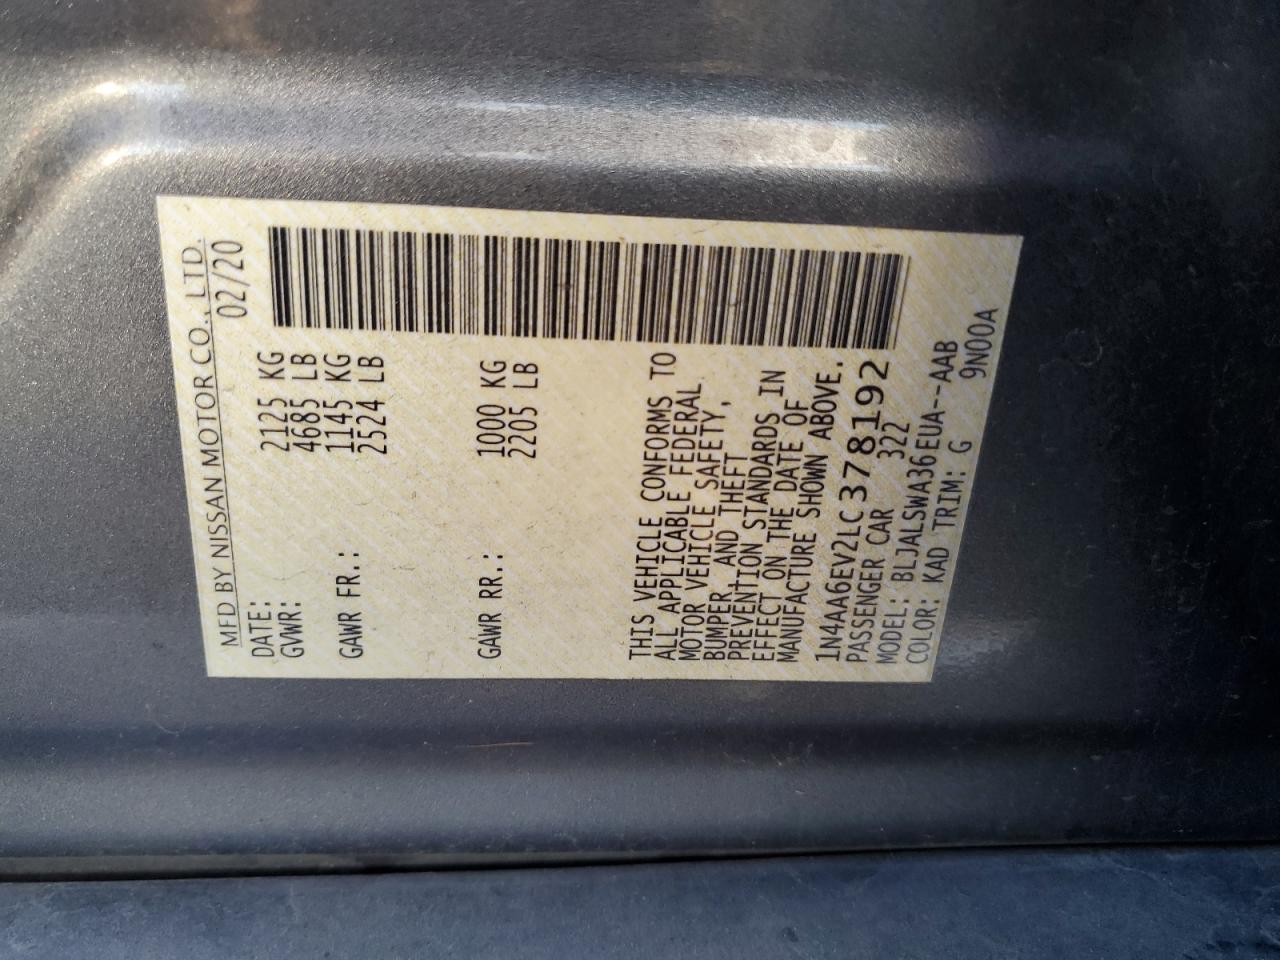 MFD BY NISSAN MOTOR CO., LTD.
DATE: 02/20
GVWR: 2125 KG
4685 LB
GAWR FR.: 1145 KG
2524 LB
GAWR RR.: 1000 KG
2205 LB
THIS VEHICLE CONFORMS TO
ALL APPLICABLE FEDERAL
MOTOR VEHICLE SAFETY,
BUMPER, AND THEFT
PREVENTION STANDARDS IN
EFFECT ON THE DATE OF
MANUFACTURE SHOWN ABOVE.
1N4AA6EV2LC378192
PASSENGER CAR 322
MODEL: BLJALSWA36EUA--AAB
COLOR: KAD TRIM: G 9N00A